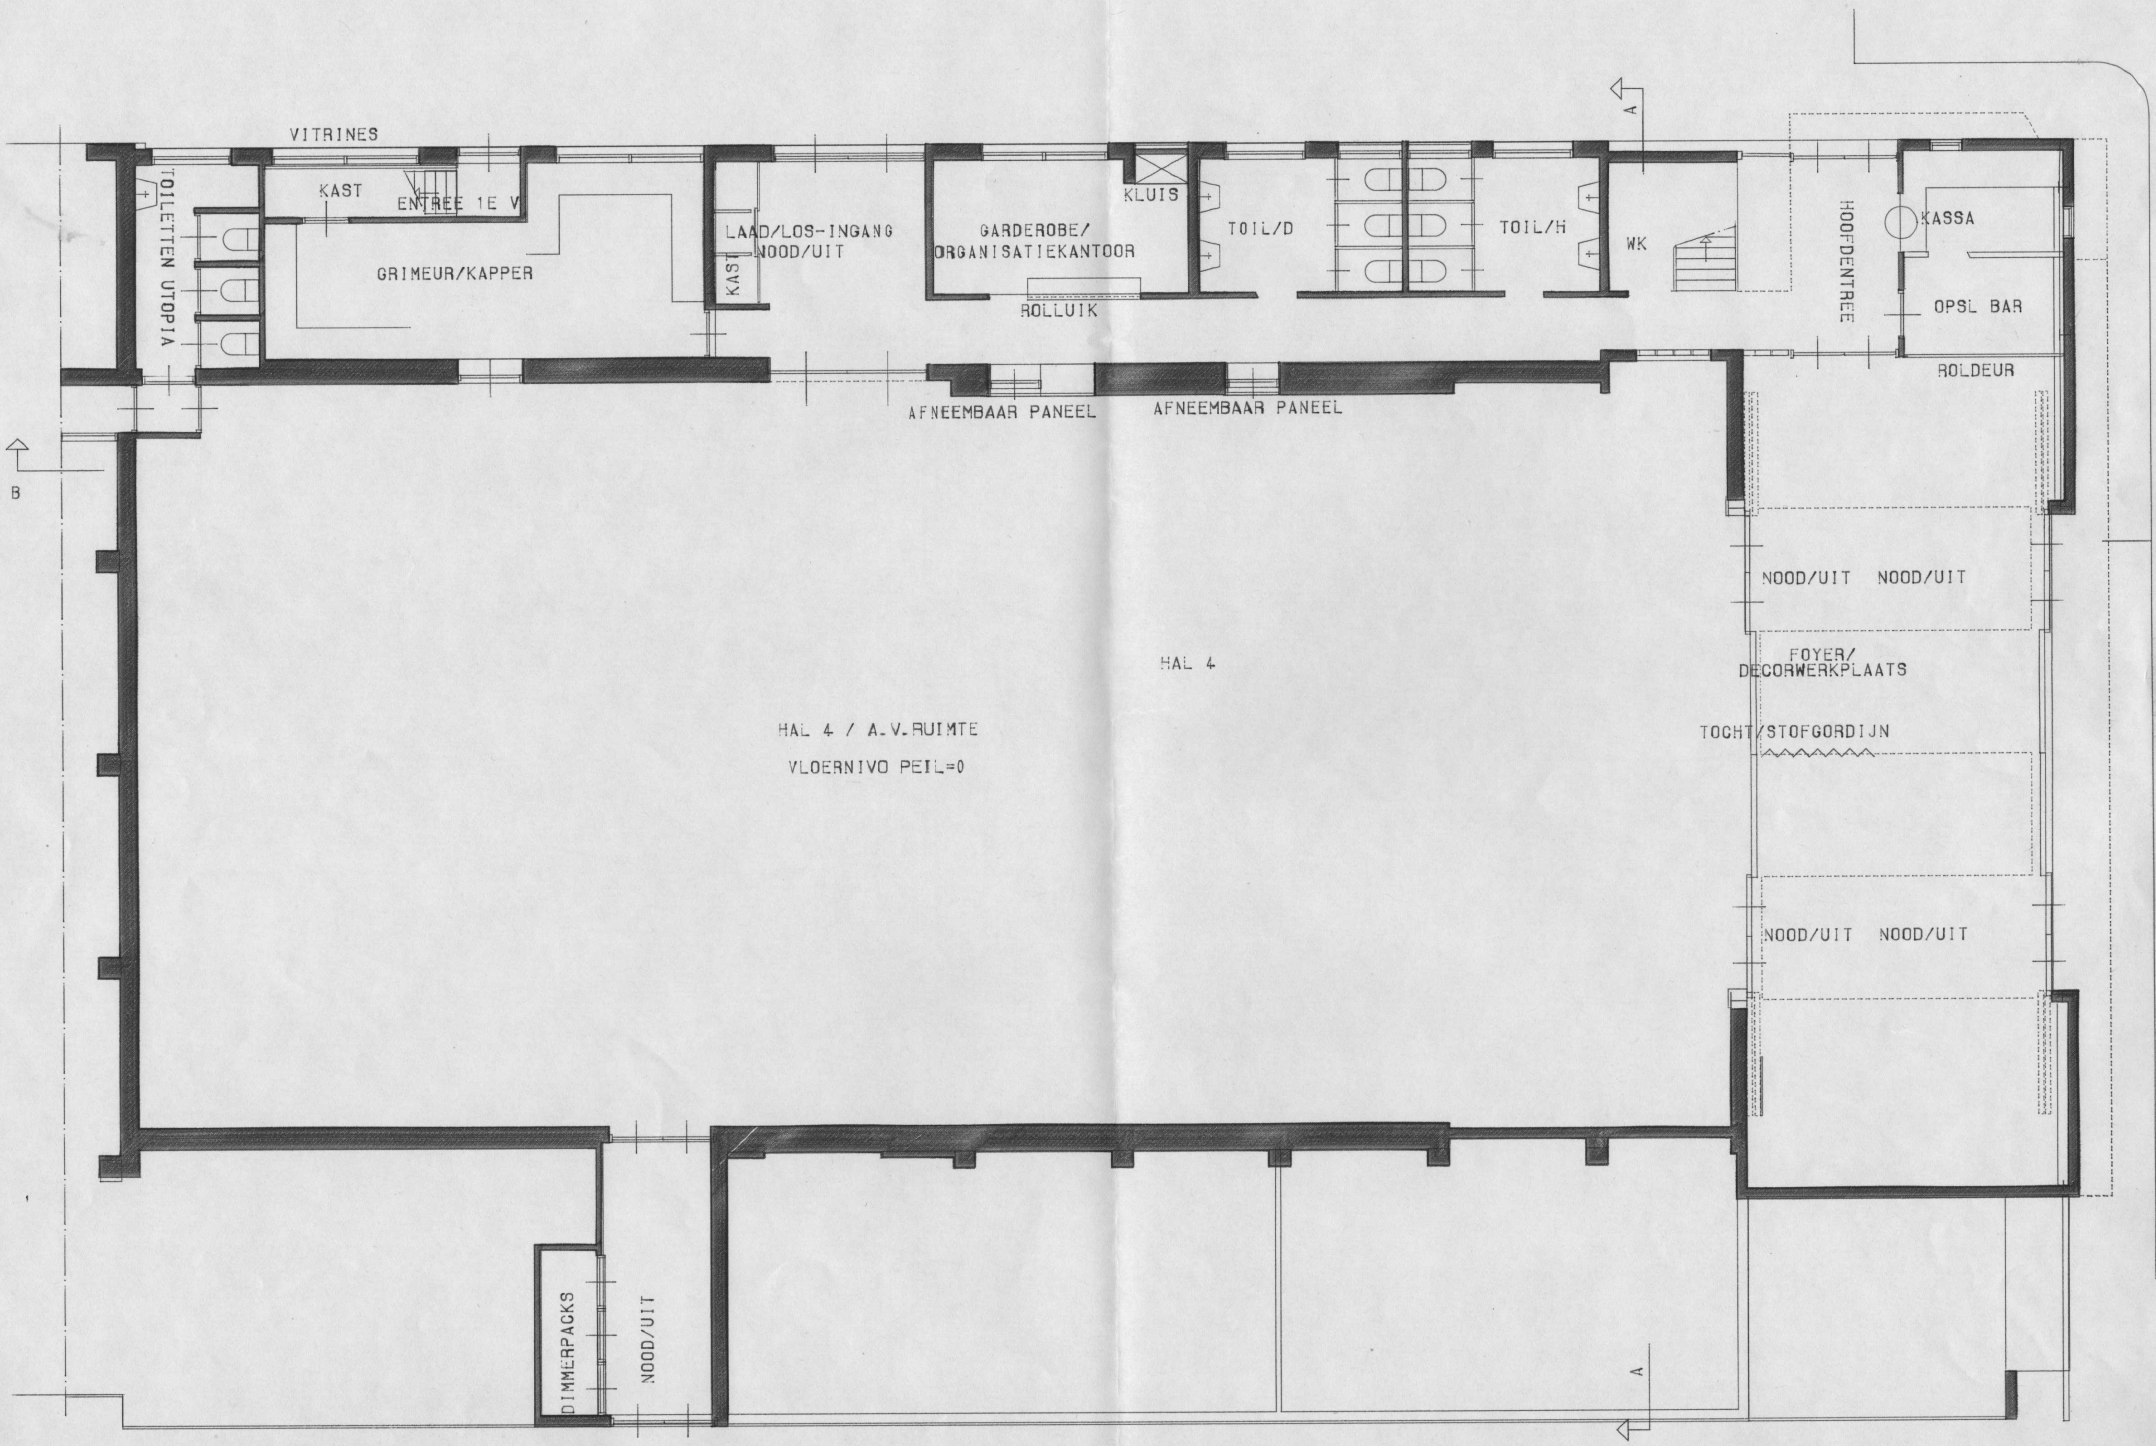 VITRINES
A
TOILETTEN UTOPIA
KAST
ENTREE 1E V
KLUIS
LAAD/LOS-INGANG
NOOD/UIT
GARDEROBE/
ORGANISATIEKANTOOR
TOIL/D
TOIL/H
WK
HOOFDENTREE
KASSA
GRIMEUR/KAPPER
KAST
ROLLUIK
OPSL BAR
ROLDEUR
AFNEEMBAAR PANEEL
AFNEEMBAAR PANEEL
B
NOOD/UIT NOOD/UIT
HAL 4
FOYER/
DECORWERKPLAATS
HAL 4 / A.V.RUIMTE
VLOERNIVO PEIL=0
TOCHT/STOFGORDIJN
NOOD/UIT NOOD/UIT
DIMMERPACKS
NOOD/UIT
A